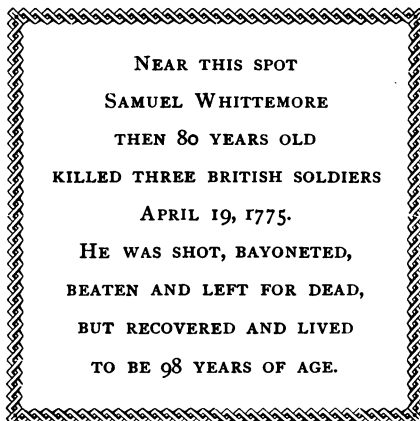 Near this spot
Samuel Whittemore
then 80 years old
killed three British soldiers
April 19, 1775.
He was shot, bayoneted,
beaten and left for dead,
but recovered and lived
to be 98 years of age.